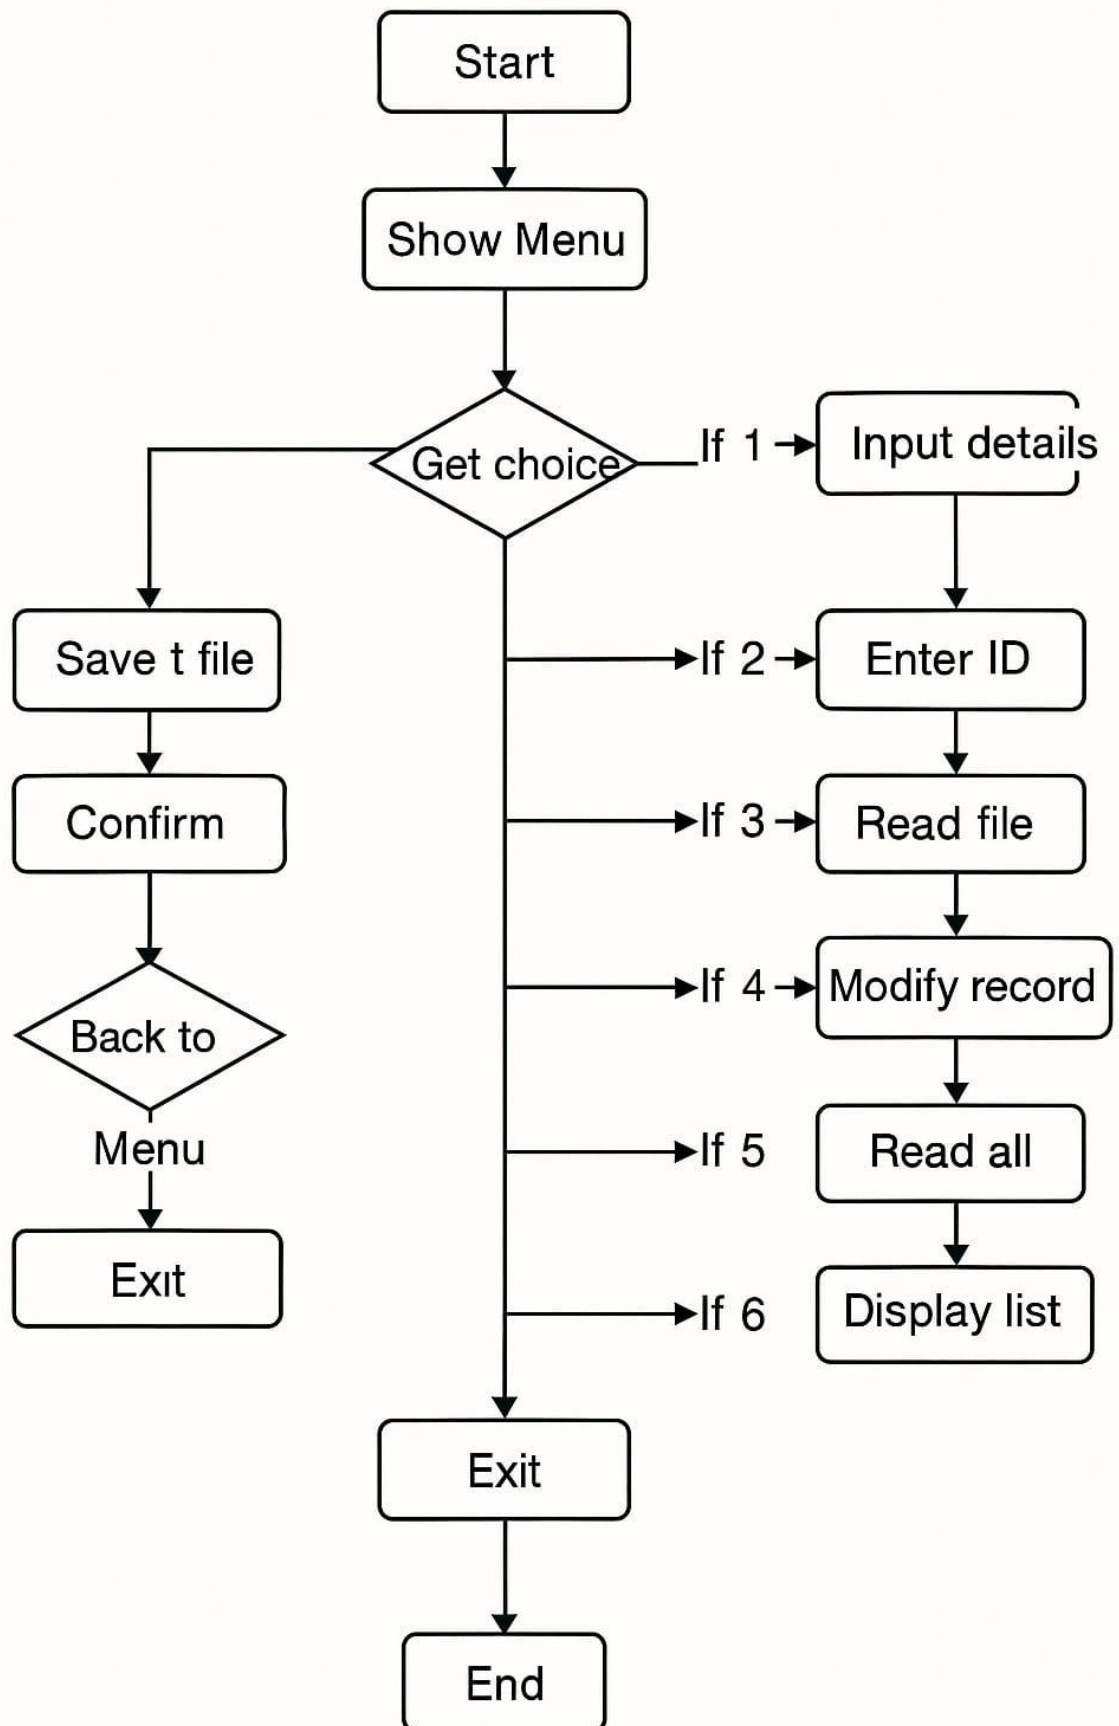 Start
Show Menu
Get choice
If 1
Input details
Save t file
If 2
Enter ID
Confirm
If 3
Read file
Back to
Menu
If 4
Modify record
If 5
Read all
Exıt
If 6
Display list
Exit
End